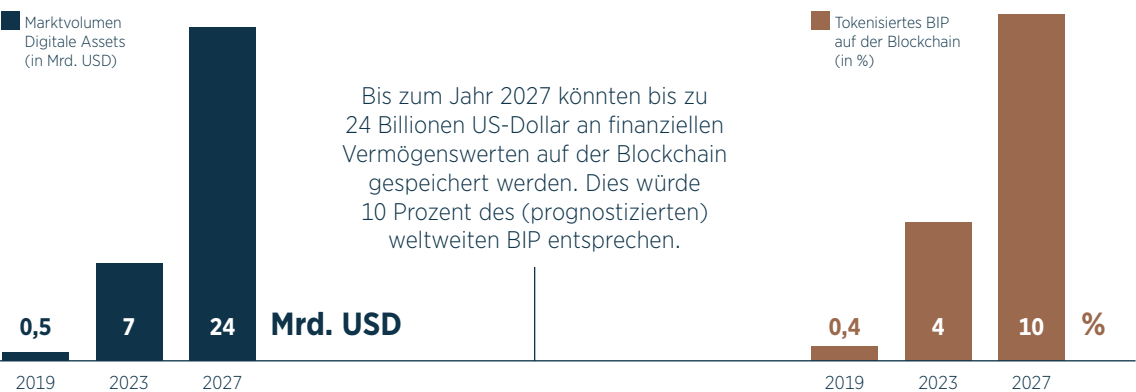 Marktvolumen
Digitale Assets
(in Mrd. USD)
0,5
7
24
Mrd. USD
2019
2023
2027
Bis zum Jahr 2027 könnten bis zu
24 Billionen US-Dollar an finanziellen
Vermögenswerten auf der Blockchain
gespeichert werden. Dies würde
10 Prozent des (prognostizierten)
weltweiten BIP entsprechen.
Tokenisiertes BIP
auf der Blockchain
(in %)
0,4
4
10
%
2019
2023
2027